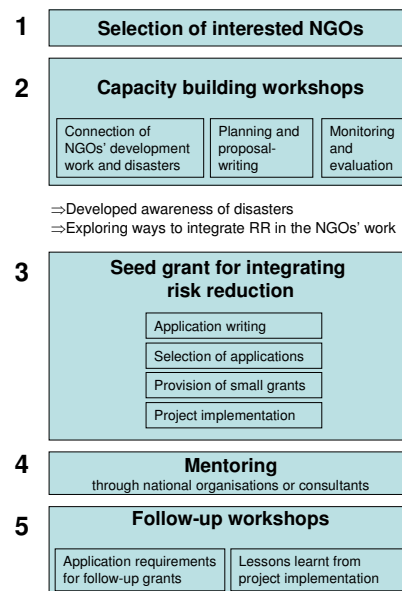 1
Selection of interested NGOs
2
Capacity building workshops
Connection of
NGOs' development
work and disasters
Planning and
proposal-
writing
Monitoring
and
evaluation
⇒Developed awareness of disasters
⇒Exploring ways to integrate RR in the NGOs' work
3
Seed grant for integrating
risk reduction
Application writing
Selection of applications
Provision of small grants
Project implementation
4
Mentoring
through national organisations or consultants
5
Follow-up workshops
Application requirements
for follow-up grants
Lessons learnt from
project implementation